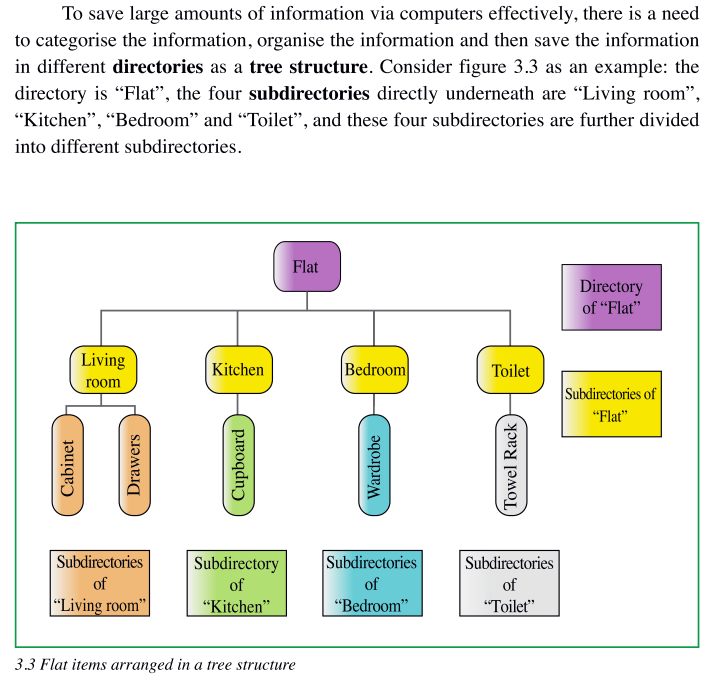 To save large amounts of information via computers effectively, there is a need
to categorise the information, organise the information and then save the information
in different directories as a tree structure. Consider figure 3.3 as an example: the
directory is “Flat”, the four subdirectories directly underneath are “Living room”,
“Kitchen”, “Bedroom” and “Toilet”, and these four subdirectories are further divided
into different subdirectories.
Flat
Directory
of “Flat”
Living
room
Kitchen
Bedroom
Toilet
Subdirectories of
“Flat”
Cabinet
Drawers
Cupboard
Wardrobe
Towel Rack
Subdirectories
of
“Living room”
Subdirectory
of
“Kitchen”
Subdirectories
of
“Bedroom”
Subdirectories
of
“Toilet”
3.3 Flat items arranged in a tree structure